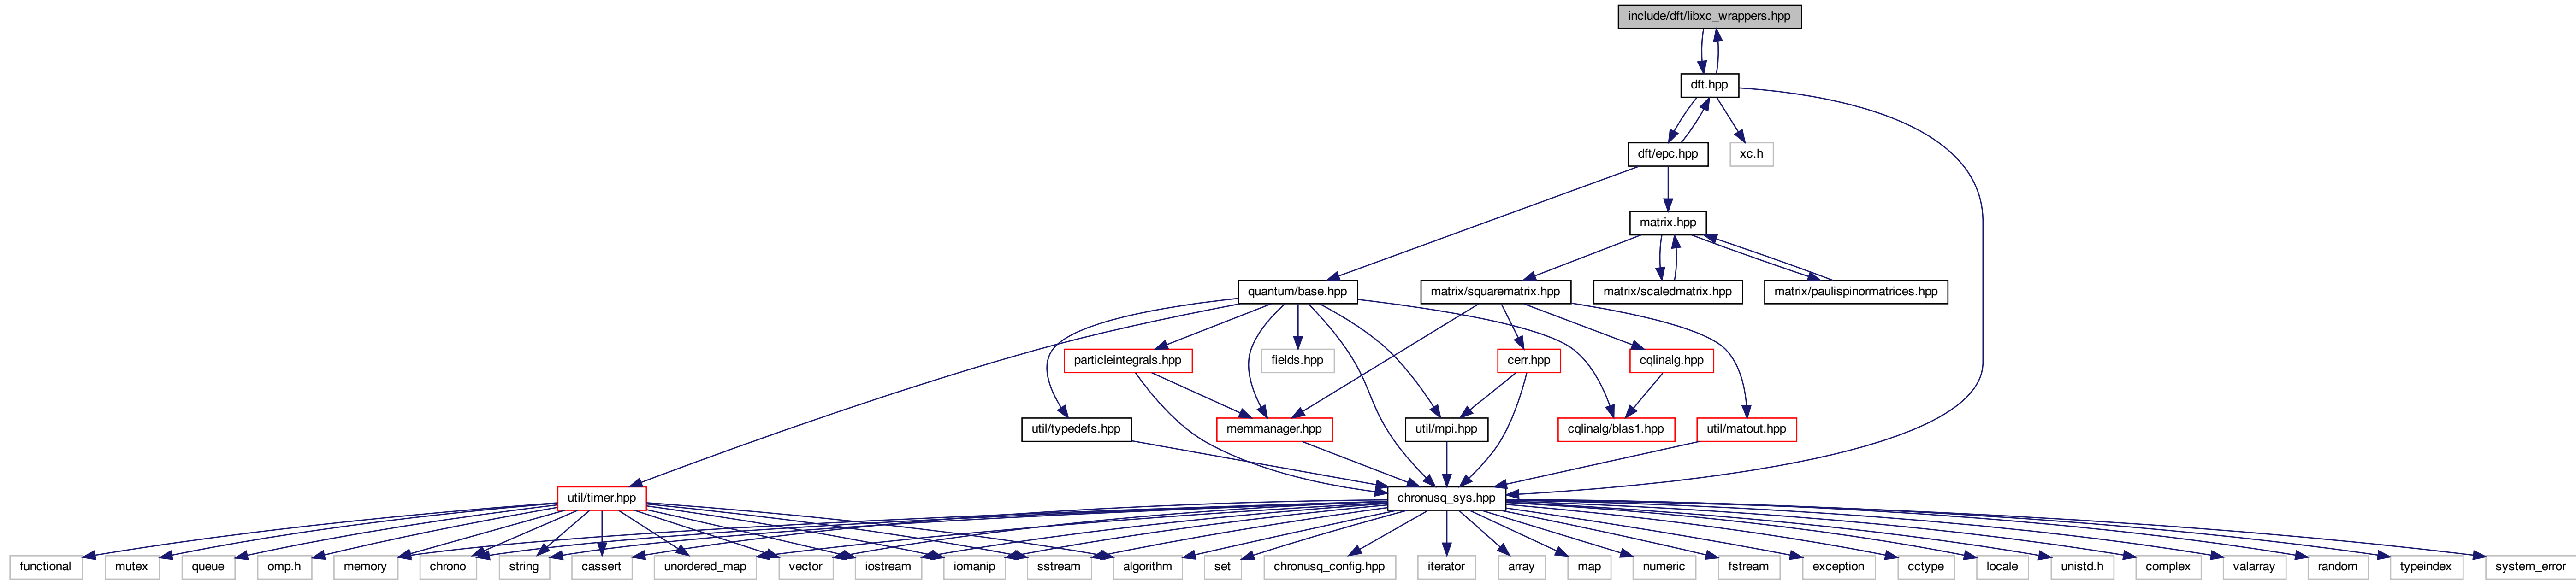 include/dft/libxc_wrappers.hpp
dft.hpp
dft/epc.hpp
xc.h
matrix.hpp
quantum/base.hpp
matrix/squarematrix.hpp
matrix/scaledmatrix.hpp
matrix/paulispinormatrices.hpp
particleintegrals.hpp
fields.hpp
cerr.hpp
cqlinalg.hpp
util/typedefs.hpp
memmanager.hpp
util/mpi.hpp
cqlinalg/blas1.hpp
util/matout.hpp
util/timer.hpp
chronusq_sys.hpp
functional
mutex
queue
omp.h
memory
chrono
string
cassert
unordered_map
vector
iostream
iomanip
sstream
algorithm
set
chronusq_config.hpp
iterator
array
map
numeric
fstream
exception
cctype
locale
unistd.h
complex
valarray
random
typeindex
system_error